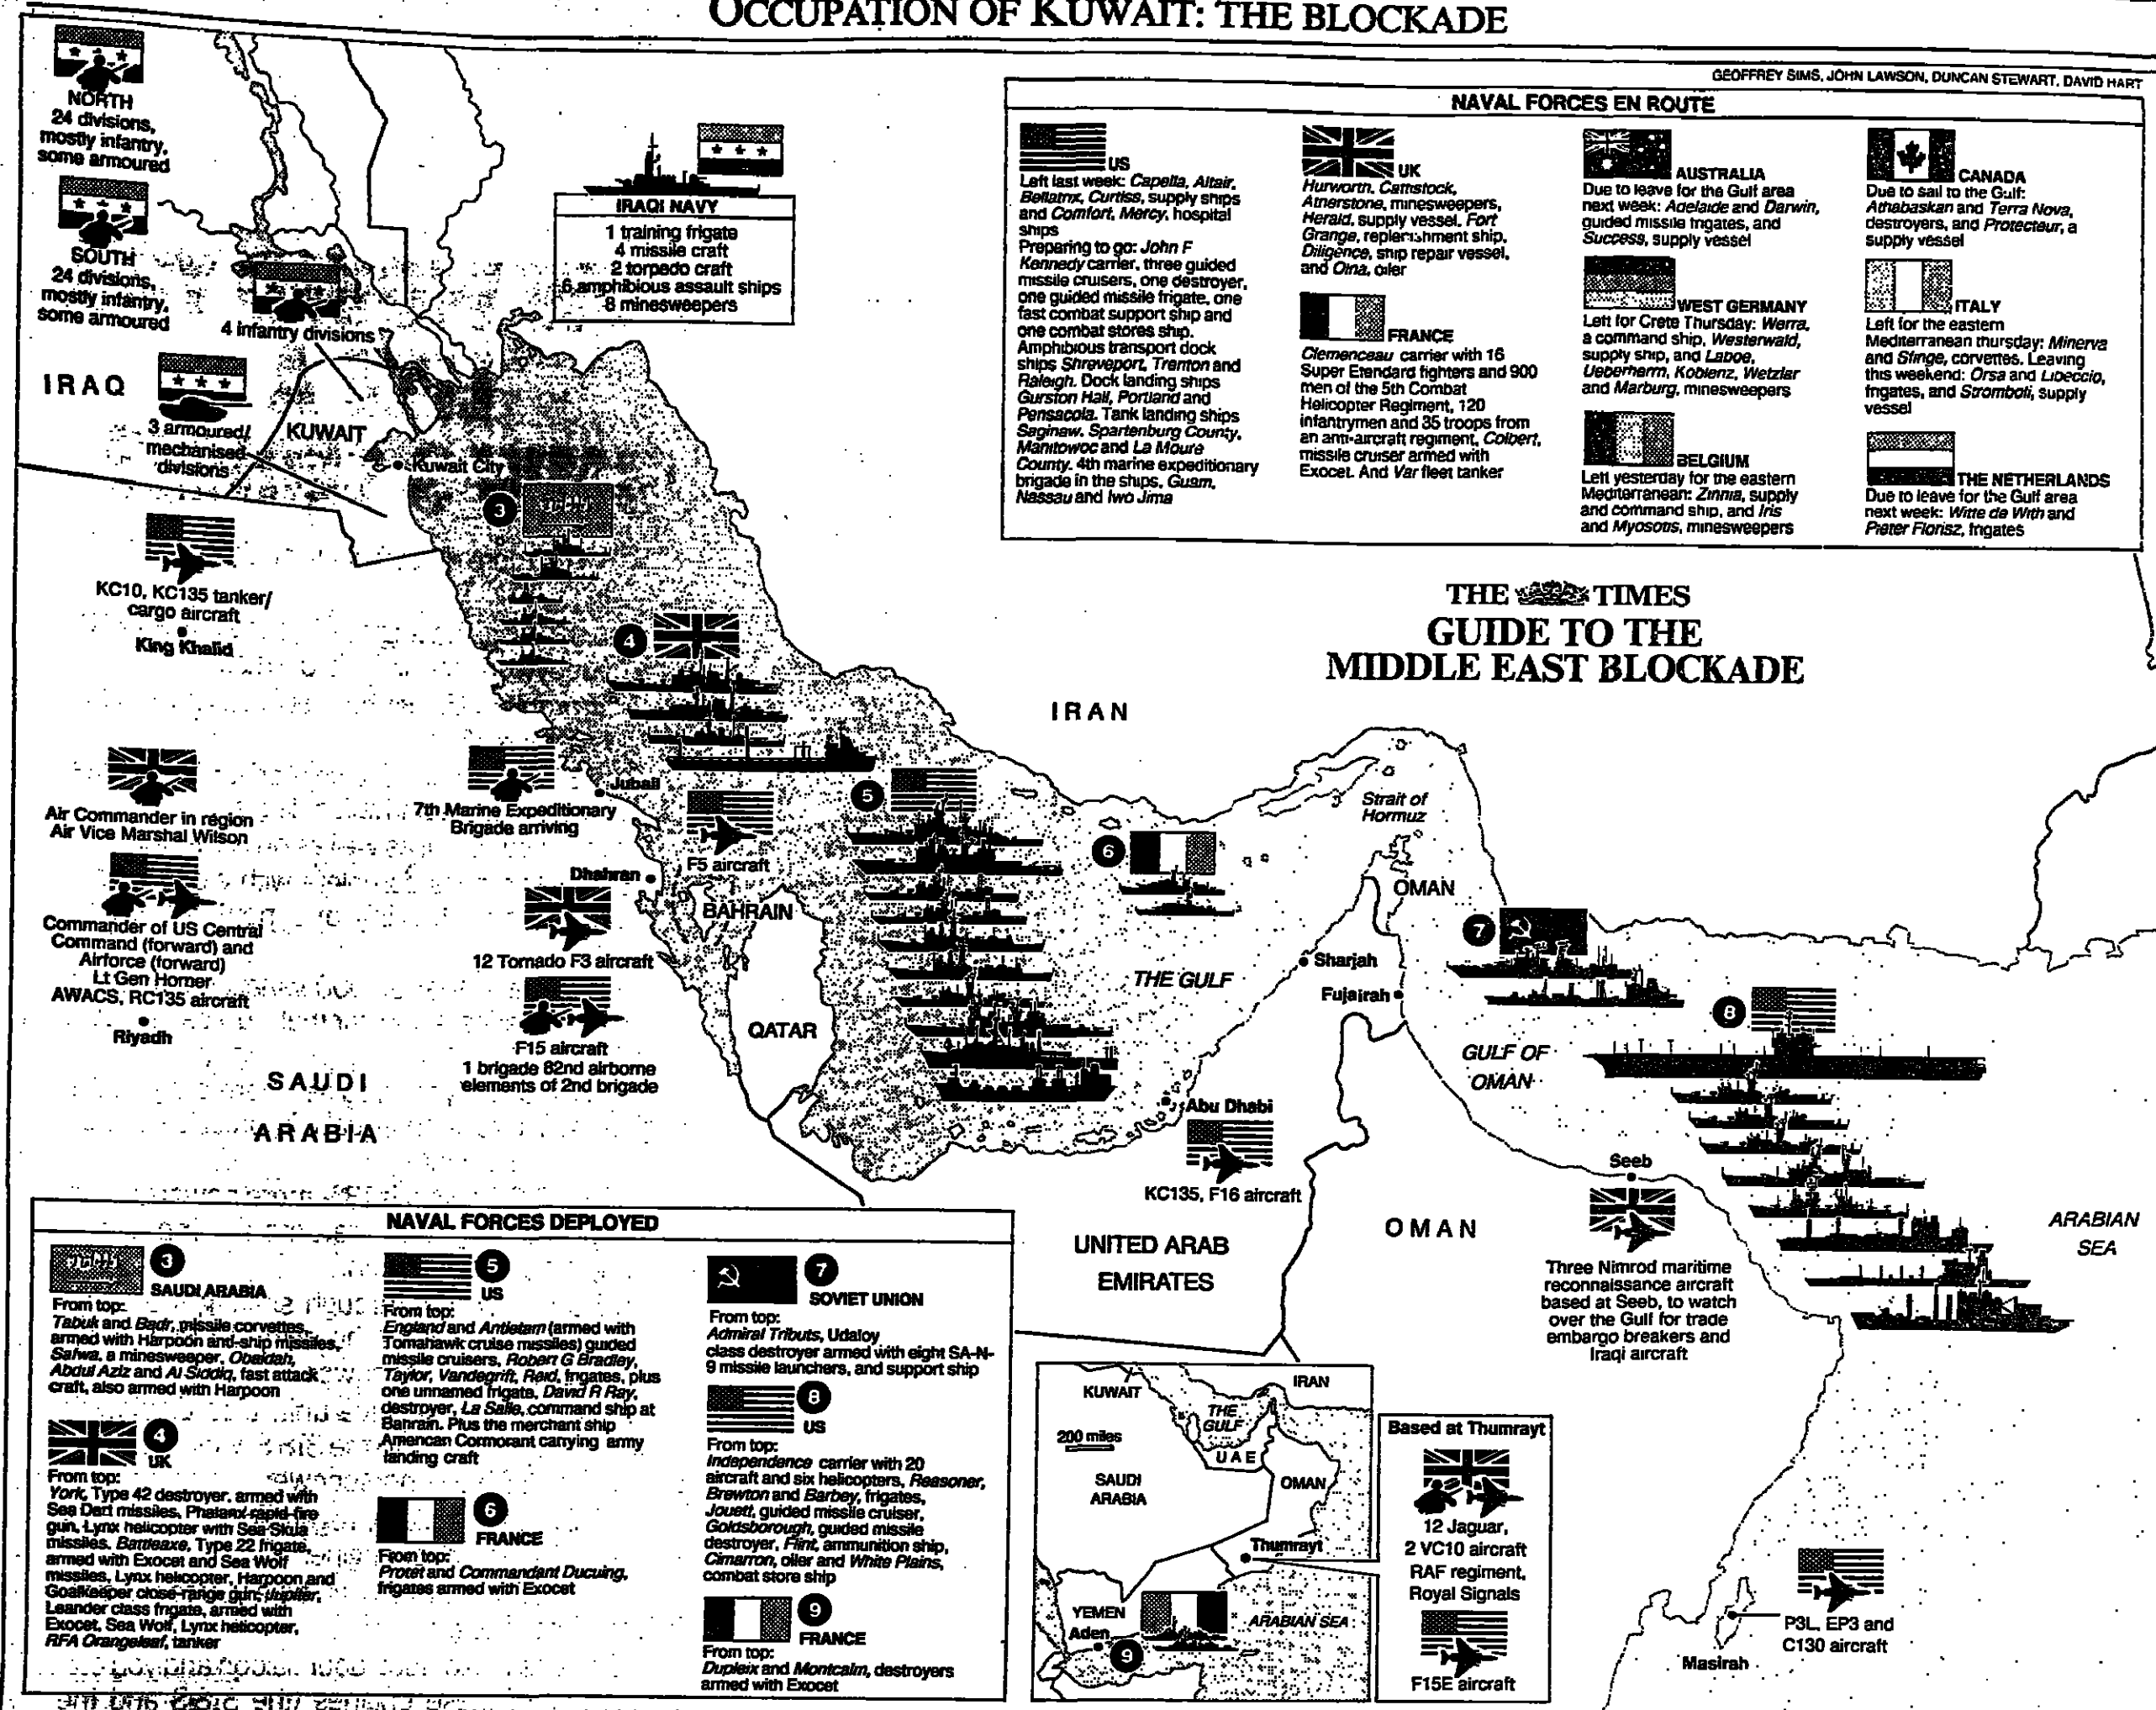 OCCUPATION OF KUWAIT: THE BLOCKADE
GEOFFREY SIMS, JOHN LAWSON, DUNCAN STEWART, DAVID HART
NORTH
24 divisions,
mostly infantry,
some armoured
SOUTH
24 divisions,
mostly infantry,
some armoured
4 infantry divisions
IRAQ
3 armoured/
mechanised
divisions
KUWAIT
Kuwait City
IRAQI NAVY
1 training frigate
4 missile craft
2 torpedo craft
6 amphibious assault ships
8 minesweepers
NAVAL FORCES EN ROUTE
US
Left last week: Capella, Altair,
Bellatrix, Curtiss, supply ships
and Comfort, Mercy, hospital
ships
Preparing to go: John F
Kennedy carrier, three guided
missile cruisers, one destroyer,
one guided missile frigate, one
fast combat support ship and
one combat stores ship.
Amphibious transport dock
ships Shreveport, Trenton and
Raleigh. Dock landing ships
Gurston Hall, Portland and
Pensacola. Tank landing ships
Saginaw, Spartenburg County,
Manitowoc and La Moure
County. 4th marine expeditionary
brigade in the ships, Guam,
Nassau and Iwo Jima
UK
Hurworth, Cattistock,
Atherstone, minesweepers,
Herald, supply vessel, Fort
Grange, replenishment ship,
Diligence, ship repair vessel,
and Olna, oiler
FRANCE
Clemenceau carrier with 16
Super Etendard fighters and 900
men of the 5th Combat
Helicopter Regiment, 120
infantrymen and 35 troops from
an anti-aircraft regiment, Colbert,
missile cruiser armed with
Exocet. And Var fleet tanker
AUSTRALIA
Due to leave for the Gulf area
next week: Adelaide and Darwin,
guided missile frigates, and
Success, supply vessel
WEST GERMANY
Left for Crete Thursday: Werra,
a command ship, Westerwald,
supply ship, and Laboe,
Ueberherrn, Koblenz, Wetzlar
and Marburg, minesweepers
BELGIUM
Left yesterday for the eastern
Mediterranean: Zinnia, supply
and command ship, and Iris
and Myosotis, minesweepers
CANADA
Due to sail to the Gulf:
Athabaskan and Terra Nova,
destroyers, and Protecteur, a
supply vessel
ITALY
Left for the eastern
Mediterranean thursday: Minerva
and Sfinge, corvettes. Leaving
this weekend: Orsa and Libeccio,
frigates, and Stromboli, supply
vessel
THE NETHERLANDS
Due to leave for the Gulf area
next week: Witte de With and
Pieter Florisz, frigates
THE TIMES
GUIDE TO THE
MIDDLE EAST BLOCKADE
3
4
KC10, KC135 tanker/
cargo aircraft
King Khalid
IRAN
Air Commander in region
Air Vice Marshal Wilson
7th Marine Expeditionary
Brigade arriving
Jubail
F5 aircraft
5
6
Strait of
Hormuz
Commander of US Central
Command (forward) and
Airforce (forward)
Lt Gen Horner
AWACS, RC135 aircraft
Riyadh
Dhahran
BAHRAIN
12 Tornado F3 aircraft
F15 aircraft
1 brigade 82nd airborne
elements of 2nd brigade
QATAR
THE GULF
OMAN
Sharjah
Fujairah
7
8
GULF OF
OMAN
SAUDI
ARABIA
Abu Dhabi
KC135, F16 aircraft
Seeb
UNITED ARAB
EMIRATES
OMAN
Three Nimrod maritime
reconnaissance aircraft
based at Seeb, to watch
over the Gulf for trade
embargo breakers and
Iraqi aircraft
ARABIAN
SEA
NAVAL FORCES DEPLOYED
3
SAUDI ARABIA
From top:
Tabuk and Badr, missile corvettes,
armed with Harpoon anti-ship missiles,
Safwa, a minesweeper, Obaidah,
Abdul Aziz and Al Siddiq, fast attack
craft, also armed with Harpoon
4
UK
From top:
York, Type 42 destroyer, armed with
Sea Dart missiles, Phalanx rapid-fire
gun, Lynx helicopter with Sea Skua
missiles. Battleaxe, Type 22 frigate,
armed with Exocet and Sea Wolf
missiles, Lynx helicopter, Harpoon and
Goalkeeper close-range gun, Jupiter,
Leander class frigate, armed with
Exocet, Sea Wolf, Lynx helicopter,
RFA Orangeleaf, tanker
5
US
From top:
England and Antietam (armed with
Tomahawk cruise missiles) guided
missile cruisers, Robert G Bradley,
Taylor, Vandegrift, Reid, frigates, plus
one unnamed frigate, David R Ray,
destroyer, La Salle, command ship at
Bahrain. Plus the merchant ship
American Cormorant carrying army
landing craft
6
FRANCE
From top:
Protet and Commandant Ducuing,
frigates armed with Exocet
7
SOVIET UNION
From top:
Admiral Tributs, Udaloy
class destroyer armed with eight SA-N-
9 missile launchers, and support ship
8
US
From top:
Independence carrier with 20
aircraft and six helicopters, Reasoner,
Brewton and Barbey, frigates,
Jouett, guided missile cruiser,
Goldsborough, guided missile
destroyer, Flint, ammunition ship,
Cimarron, oiler and White Plains,
combat store ship
9
FRANCE
From top:
Dupleix and Montcalm, destroyers
armed with Exocet
KUWAIT
IRAN
THE
GULF
200 miles
UAE
SAUDI
ARABIA
OMAN
Thumrayt
YEMEN
Aden
9
ARABIAN SEA
Based at Thumrayt
12 Jaguar,
2 VC10 aircraft
RAF regiment,
Royal Signals
F15E aircraft
P3L, EP3 and
C130 aircraft
Masirah